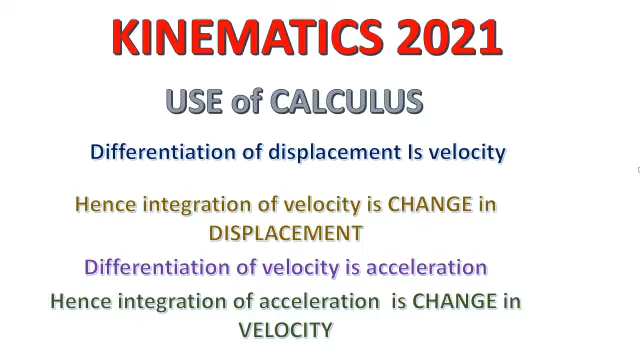 KINEMATICS 2021
USE of CALCULUS
Differentiation of displacement Is velocity
Hence integration of velocity is CHANGE in
DISPLACEMENT
Differentiation of velocity is acceleration
Hence integration of acceleration is CHANGE in
VELOCITY